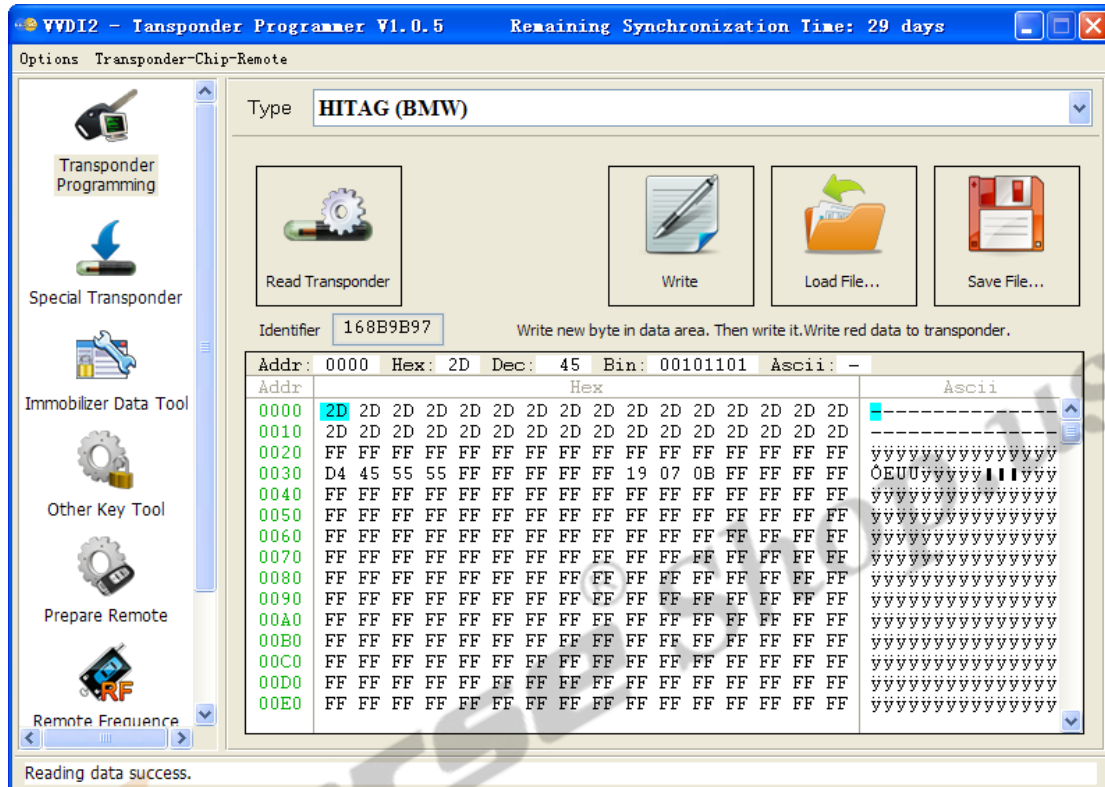 VVDI2 - Tansponder Programmer V1.0.5 Remaining Synchronization Time: 29 days
Options Transponder-Chip-Remote
Transponder
Programming
Special Transponder
Immobilizer Data Tool
Other Key Tool
Prepare Remote
RF
Remote Frequence
Type HITAG (BMW)
Read Transponder
Write
Load File...
Save File...
Identifier 168B9B97 Write new byte in data area. Then write it.Write red data to transponder.
Addr: 0000 Hex: 2D Dec: 45 Bin: 00101101 Ascii: -
Addr Hex Ascii
0000 2D 2D 2D 2D 2D 2D 2D 2D 2D 2D 2D 2D 2D 2D 2D 2D ----------------
0010 2D 2D 2D 2D 2D 2D 2D 2D 2D 2D 2D 2D 2D 2D 2D 2D ----------------
0020 FF FF FF FF FF FF FF FF FF FF FF FF FF FF FF FF ÿÿÿÿÿÿÿÿÿÿÿÿÿÿÿÿ
0030 D4 45 55 55 FF FF FF FF FF 19 07 0B FF FF FF FF ÔEUUÿÿÿÿÿ▮▮▮ÿÿÿÿ
0040 FF FF FF FF FF FF FF FF FF FF FF FF FF FF FF FF ÿÿÿÿÿÿÿÿÿÿÿÿÿÿÿÿ
0050 FF FF FF FF FF FF FF FF FF FF FF FF FF FF FF FF ÿÿÿÿÿÿÿÿÿÿÿÿÿÿÿÿ
0060 FF FF FF FF FF FF FF FF FF FF FF FF FF FF FF FF ÿÿÿÿÿÿÿÿÿÿÿÿÿÿÿÿ
0070 FF FF FF FF FF FF FF FF FF FF FF FF FF FF FF FF ÿÿÿÿÿÿÿÿÿÿÿÿÿÿÿÿ
0080 FF FF FF FF FF FF FF FF FF FF FF FF FF FF FF FF ÿÿÿÿÿÿÿÿÿÿÿÿÿÿÿÿ
0090 FF FF FF FF FF FF FF FF FF FF FF FF FF FF FF FF ÿÿÿÿÿÿÿÿÿÿÿÿÿÿÿÿ
00A0 FF FF FF FF FF FF FF FF FF FF FF FF FF FF FF FF ÿÿÿÿÿÿÿÿÿÿÿÿÿÿÿÿ
00B0 FF FF FF FF FF FF FF FF FF FF FF FF FF FF FF FF ÿÿÿÿÿÿÿÿÿÿÿÿÿÿÿÿ
00C0 FF FF FF FF FF FF FF FF FF FF FF FF FF FF FF FF ÿÿÿÿÿÿÿÿÿÿÿÿÿÿÿÿ
00D0 FF FF FF FF FF FF FF FF FF FF FF FF FF FF FF FF ÿÿÿÿÿÿÿÿÿÿÿÿÿÿÿÿ
00E0 FF FF FF FF FF FF FF FF FF FF FF FF FF FF FF FF ÿÿÿÿÿÿÿÿÿÿÿÿÿÿÿÿ
Reading data success.